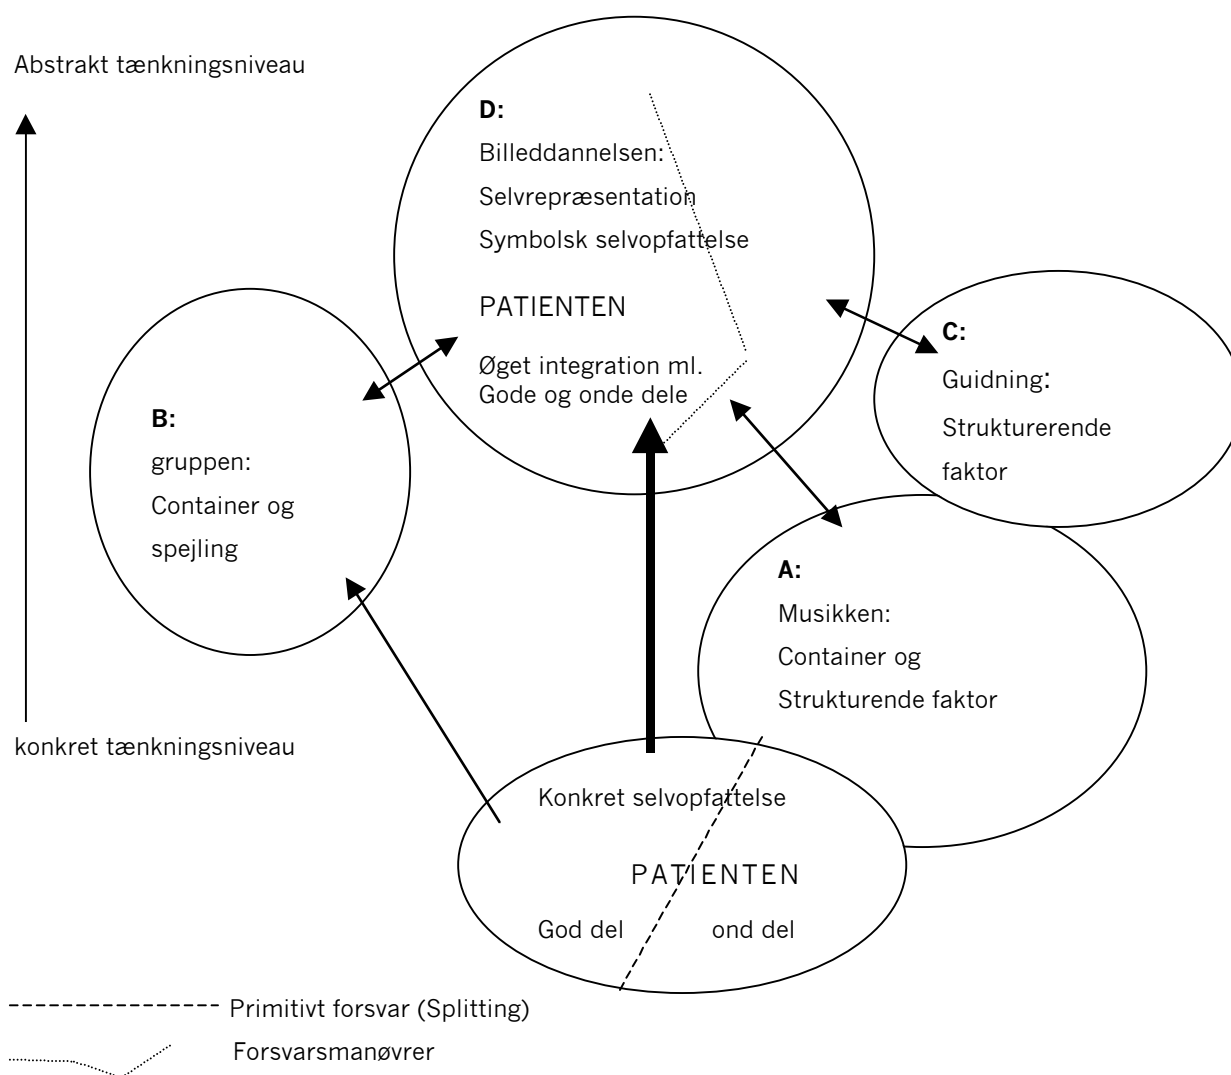 Abstrakt tænkningsniveau
D:
Billeddannelsen:
Selvrepræsentation
Symbolsk selvopfattelse
PATIENTEN
Øget integration ml.
Gode og onde dele
C:
Guidning:
Strukturerende
faktor
B:
gruppen:
Container og
spejling
A:
Musikken:
Container og
Strukturende faktor
konkret tænkningsniveau
Konkret selvopfattelse
PATIENTEN
God del ond del
Primitivt forsvar (Splitting)
Forsvarsmanøvrer